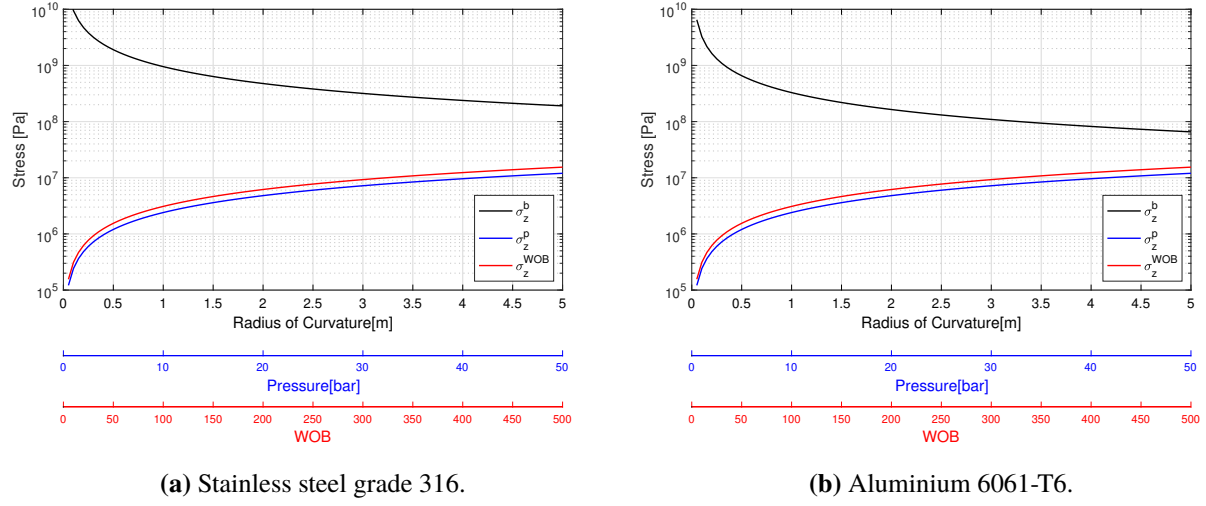 10^10
10^9
10^8
10^7
10^6
10^5
Stress [Pa]
σ_z^b
σ_z^p
σ_z^WOB
0 0.5 1 1.5 2 2.5 3 3.5 4 4.5 5
Radius of Curvature[m]
0 10 20 30 40 50
Pressure[bar]
0 50 100 150 200 250 300 350 400 450 500
WOB
(a) Stainless steel grade 316.
10^10
10^9
10^8
10^7
10^6
10^5
Stress [Pa]
σ_z^b
σ_z^p
σ_z^WOB
0 0.5 1 1.5 2 2.5 3 3.5 4 4.5 5
Radius of Curvature[m]
0 10 20 30 40 50
Pressure[bar]
0 50 100 150 200 250 300 350 400 450 500
WOB
(b) Aluminium 6061-T6.